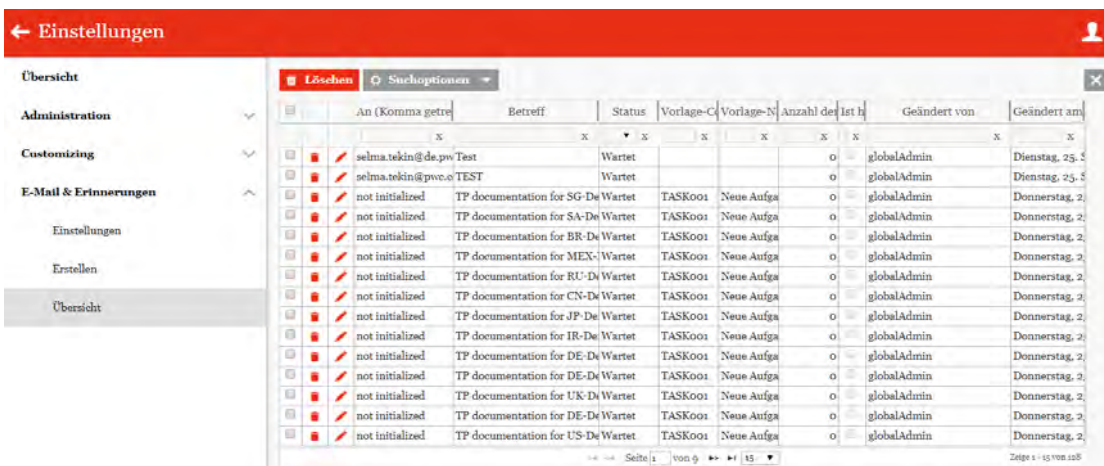 Einstellungen
Übersicht
Administration
Customizing
E-Mail & Erinnerungen
Einstellungen
Erstellen
Übersicht
Löschen Suchoptionen
An (Komma getre Betreff Status Vorlage-C Vorlage-N Anzahl der Ist h Geändert von Geändert am
x x x x x x x x x
selma.tekin@de.pw Test Wartet 0 globalAdmin Dienstag, 25. S
selma.tekin@pwc.c TEST Wartet 0 globalAdmin Dienstag, 25. S
not initialized TP documentation for SG-De Wartet TASK001 Neue Aufga 0 globalAdmin Donnerstag, 2
not initialized TP documentation for SA-De Wartet TASK001 Neue Aufga 0 globalAdmin Donnerstag, 2
not initialized TP documentation for BR-De Wartet TASK001 Neue Aufga 0 globalAdmin Donnerstag, 2
not initialized TP documentation for MEX- Wartet TASK001 Neue Aufga 0 globalAdmin Donnerstag, 2
not initialized TP documentation for RU-De Wartet TASK001 Neue Aufga 0 globalAdmin Donnerstag, 2
not initialized TP documentation for CN-De Wartet TASK001 Neue Aufga 0 globalAdmin Donnerstag, 2
not initialized TP documentation for JP-De Wartet TASK001 Neue Aufga 0 globalAdmin Donnerstag, 2
not initialized TP documentation for IR-De Wartet TASK001 Neue Aufga 0 globalAdmin Donnerstag, 2
not initialized TP documentation for DE-De Wartet TASK001 Neue Aufga 0 globalAdmin Donnerstag, 2
not initialized TP documentation for DE-De Wartet TASK001 Neue Aufga 0 globalAdmin Donnerstag, 2
not initialized TP documentation for UK-De Wartet TASK001 Neue Aufga 0 globalAdmin Donnerstag, 2
not initialized TP documentation for DE-De Wartet TASK001 Neue Aufga 0 globalAdmin Donnerstag, 2
not initialized TP documentation for US-De Wartet TASK001 Neue Aufga 0 globalAdmin Donnerstag, 2
Seite 1 von 9 15 Zeige 1 - 15 von 128